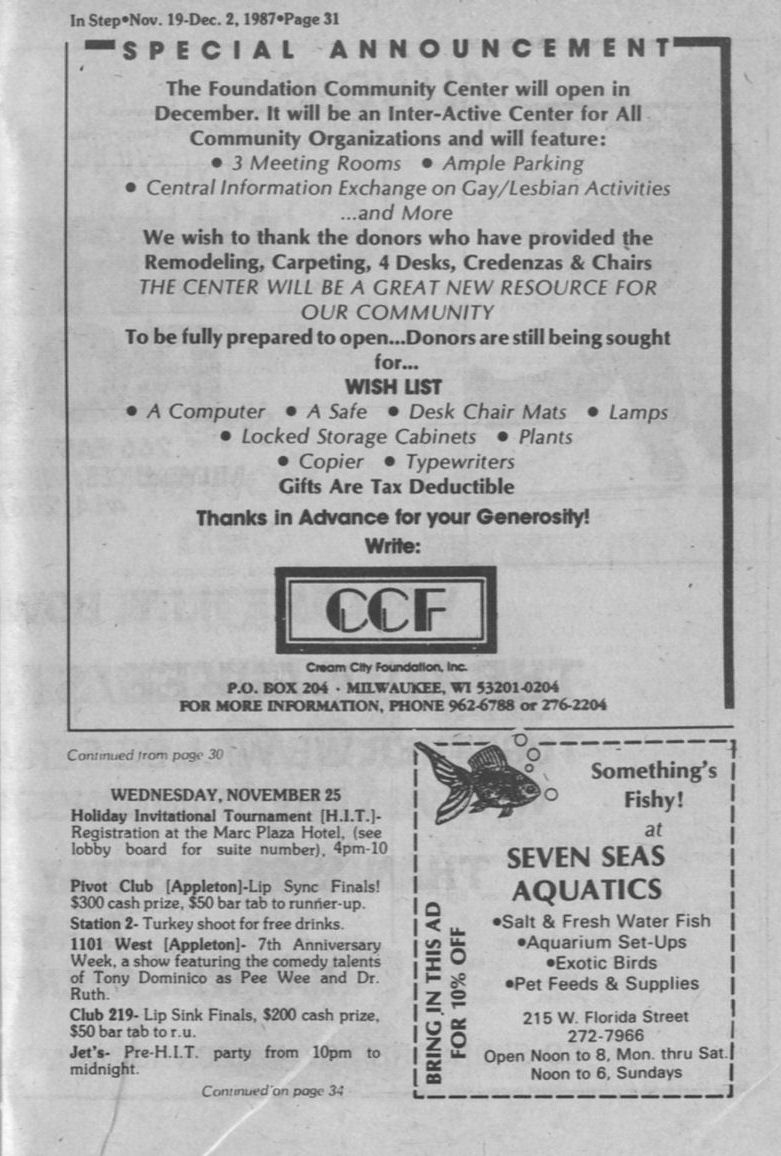 In Step•Nov. 19-Dec. 2, 1987•Page 31
SPECIAL ANNOUNCEMENT
The Foundation Community Center will open in
December. It will be an Inter-Active Center for All
Community Organizations and will feature:
• 3 Meeting Rooms • Ample Parking
• Central Information Exchange on Gay/Lesbian Activities
...and More
We wish to thank the donors who have provided the
Remodeling, Carpeting, 4 Desks, Credenzas & Chairs
THE CENTER WILL BE A GREAT NEW RESOURCE FOR
OUR COMMUNITY
To be fully prepared to open...Donors are still being sought
for...
WISH LIST
• A Computer • A Safe • Desk Chair Mats • Lamps
• Locked Storage Cabinets • Plants
• Copier • Typewriters
Gifts Are Tax Deductible
Thanks in Advance for your Generosity!
Write:
CCF
Cream City Foundation, Inc.
P.O. BOX 204 · MILWAUKEE, WI 53201-0204
FOR MORE INFORMATION, PHONE 962-6788 or 276-2204
Continued from page 30
WEDNESDAY, NOVEMBER 25
Holiday Invitational Tournament [H.I.T.]-
Registration at the Marc Plaza Hotel, (see
lobby board for suite number), 4pm-10
Pivot Club [Appleton]-Lip Sync Finals!
$300 cash prize, $50 bar tab to runner-up.
Station 2- Turkey shoot for free drinks.
1101 West [Appleton]- 7th Anniversary
Week, a show featuring the comedy talents
of Tony Dominico as Pee Wee and Dr.
Ruth.
Club 219- Lip Sink Finals, $200 cash prize,
$50 bar tab to r.u.
Jet's- Pre-H.I.T. party from 10pm to
midnight.
Continued on page 34
Something's
Fishy!
at
SEVEN SEAS
AQUATICS
•Salt & Fresh Water Fish
•Aquarium Set-Ups
•Exotic Birds
•Pet Feeds & Supplies
215 W. Florida Street
272-7966
Open Noon to 8, Mon. thru Sat.
Noon to 6, Sundays
BRING IN THIS AD
FOR 10% OFF